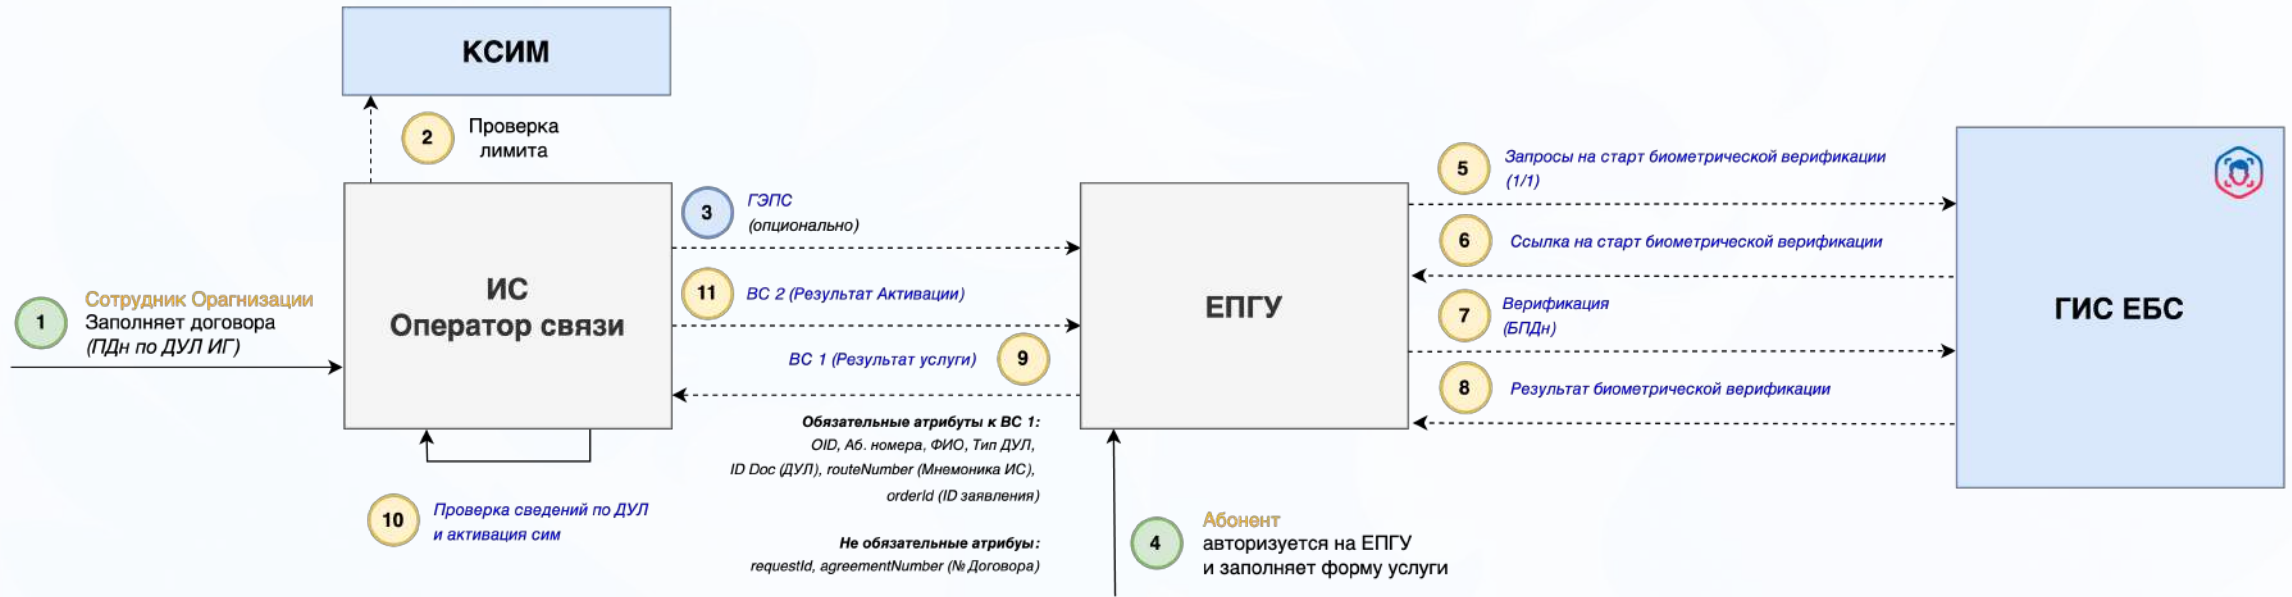 КСИМ
2
Проверка
лимита
1
Сотрудник Орагнизации
Заполняет договора
(ПДн по ДУЛ ИГ)
ИС
Оператор связи
3
ГЭПС
(опционально)
11
ВС 2 (Результат Активации)
ВС 1 (Результат услуги)
9
Обязательные атрибуты к ВС 1:
OID, Аб. номера, ФИО, Тип ДУЛ,
ID Doc (ДУЛ), routeNumber (Мнемоника ИС),
orderId (ID заявления)
Не обязательные атрибуы:
requestId, agreementNumber (№ Договора)
10
Проверка сведений по ДУЛ
и активация сим
ЕПГУ
4
Абонент
авторизуется на ЕПГУ
и заполняет форму услуги
5
Запросы на старт биометрической верификации
(1/1)
6
Ссылка на старт биометрической верификации
7
Верификация
(БПДн)
8
Результат биометрической верификации
ГИС ЕБС